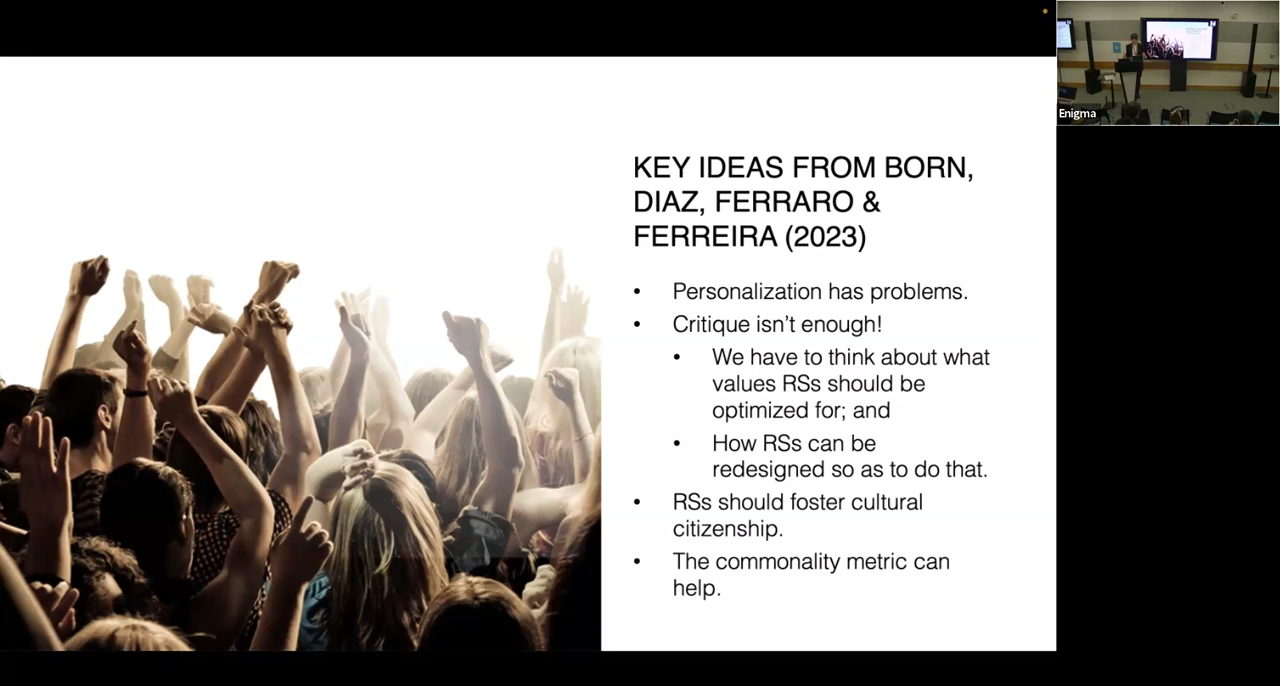 KEY IDEAS FROM BORN,
DIAZ, FERRARO &
FERREIRA (2023)
• Personalization has problems.
• Critique isn't enough!
• We have to think about what
values RSs should be
optimized for; and
• How RSs can be
redesigned so as to do that.
• RSs should foster cultural
citizenship.
• The commonality metric can
help.
Enigma